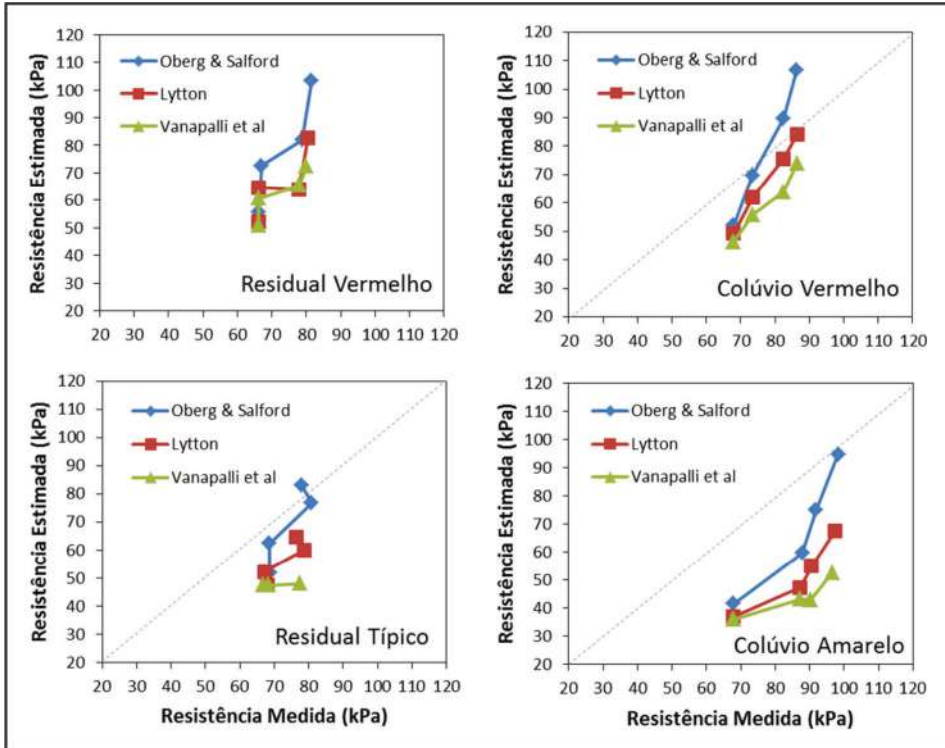 Resistência Estimada (kPa)
120
110
100
90
80
70
60
50
40
30
20
Oberg & Salford
Lytton
Vanapalli et al
Residual Vermelho
20 30 40 50 60 70 80 90 100 110 120
Resistência Estimada (kPa)
120
110
100
90
80
70
60
50
40
30
20
Oberg & Salford
Lytton
Vanapalli et al
Colúvio Vermelho
20 30 40 50 60 70 80 90 100 110 120
Resistência Estimada (kPa)
120
110
100
90
80
70
60
50
40
30
20
Oberg & Salford
Lytton
Vanapalli et al
Residual Típico
20 30 40 50 60 70 80 90 100 110 120
Resistência Medida (kPa)
Resistência Estimada (kPa)
120
110
100
90
80
70
60
50
40
30
20
Oberg & Salford
Lytton
Vanapalli et al
Colúvio Amarelo
20 30 40 50 60 70 80 90 100 110 120
Resistência Medida (kPa)